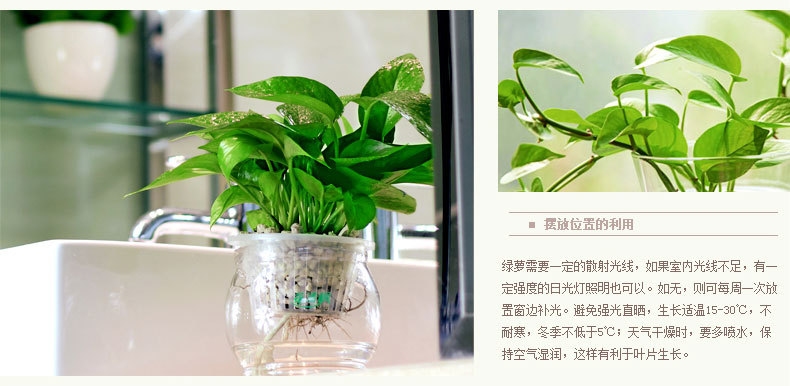 ■ 摆放位置的利用
绿萝需要一定的散射光线，如果室内光线不足，有一
定强度的日光灯照明也可以。如无，则可每周一次放
置窗边补光。避免强光直晒，生长适温15-30℃，不
耐寒，冬季不低于5℃；天气干燥时，要多喷水，保
持空气湿润，这样有利于叶片生长。